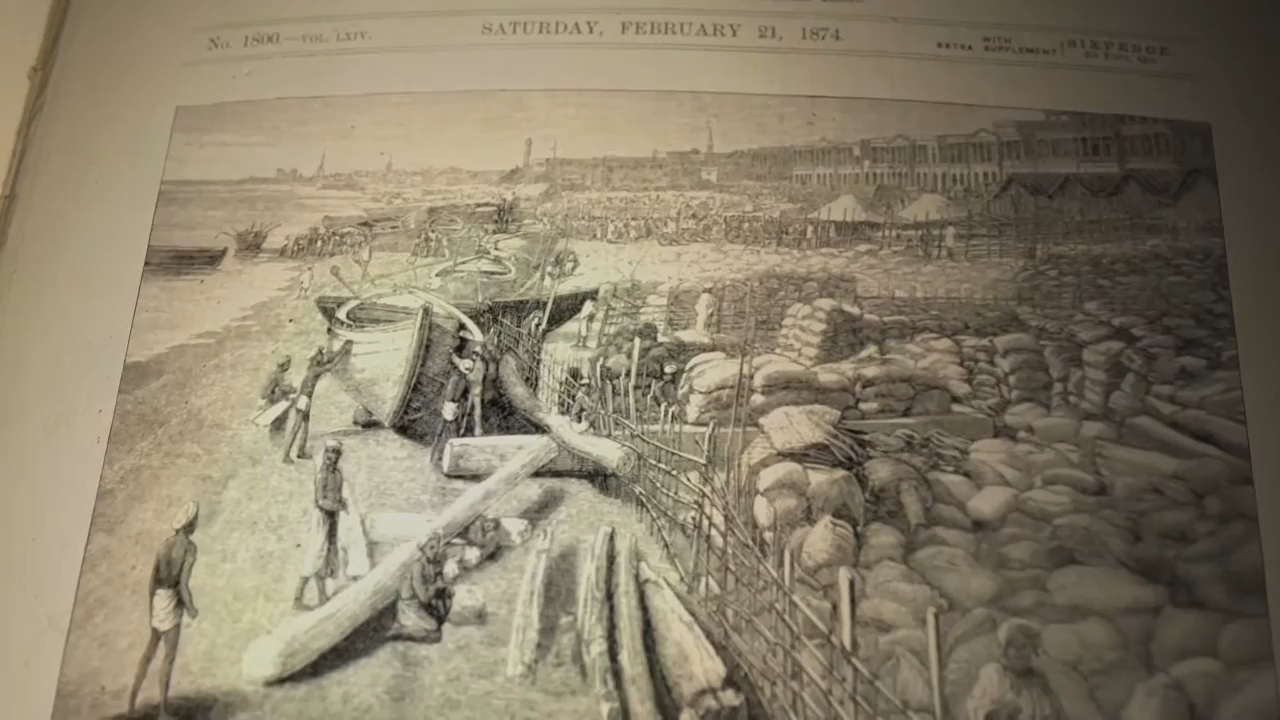 No. 1800.—VOL. LXIV.
SATURDAY, FEBRUARY 21, 1874.
WITH
EXTRA SUPPLEMENT
SIXPENCE